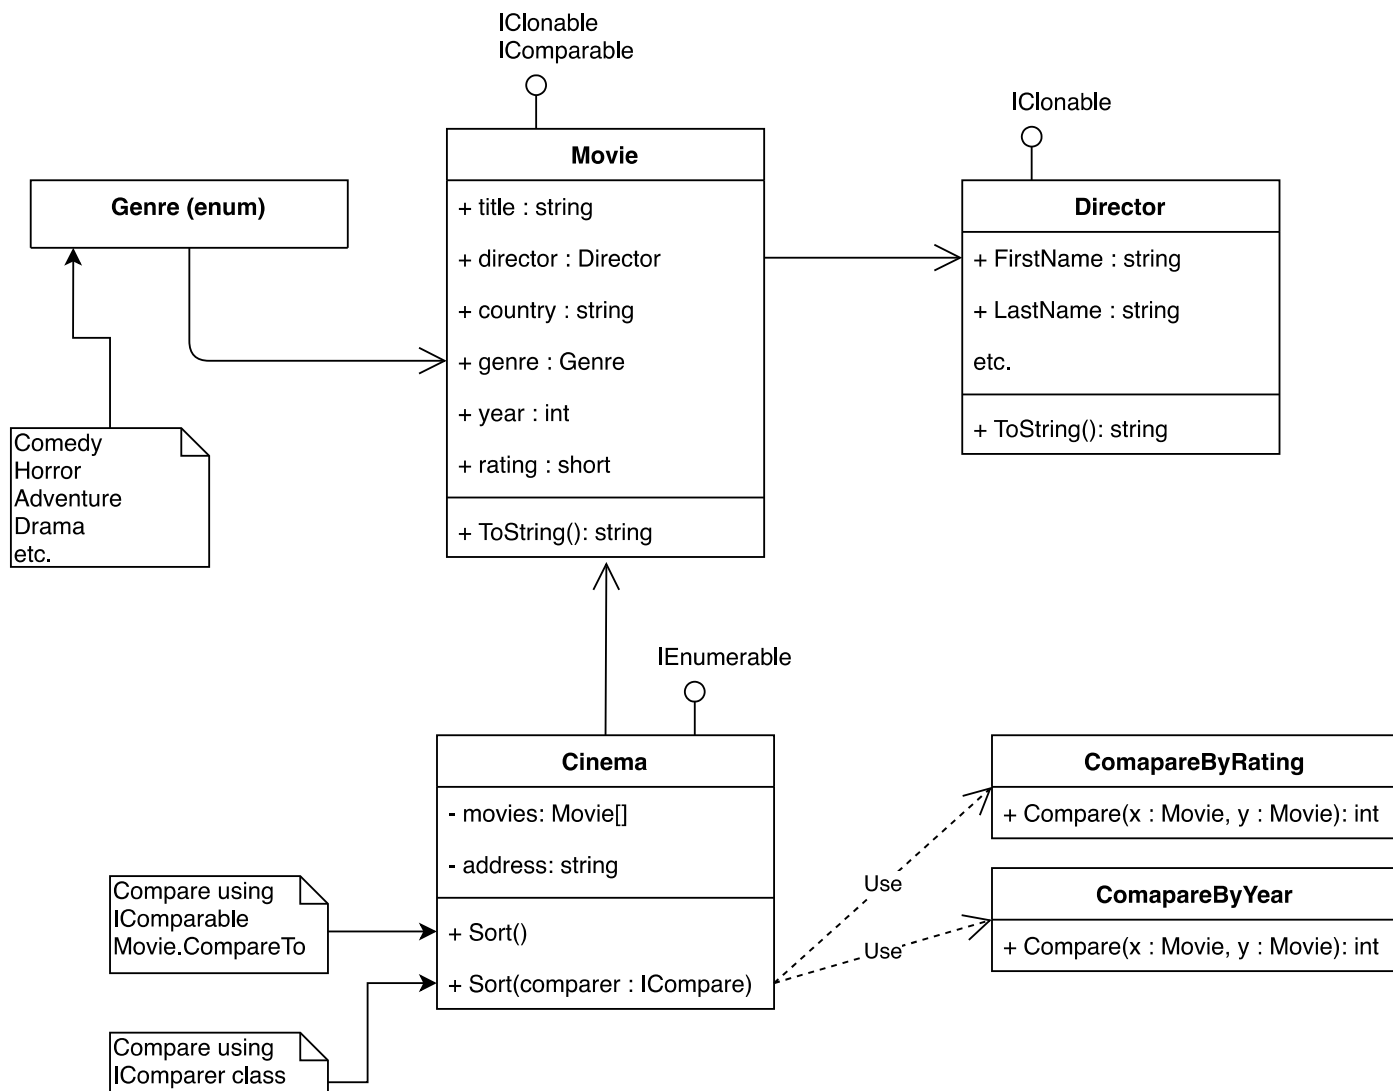 IClonable
IComparable
IClonable
Movie
+ title : string
+ director : Director
+ country : string
+ genre : Genre
+ year : int
+ rating : short
+ ToString(): string
Genre (enum)
Comedy
Horror
Adventure
Drama
etc.
Director
+ FirstName : string
+ LastName : string
etc.
+ ToString(): string
IEnumerable
Cinema
- movies: Movie[]
- address: string
+ Sort()
+ Sort(comparer : ICompare)
Compare using
IComparable
Movie.CompareTo
Compare using
IComparer class
Use
Use
ComapareByRating
+ Compare(x : Movie, y : Movie): int
ComapareByYear
+ Compare(x : Movie, y : Movie): int